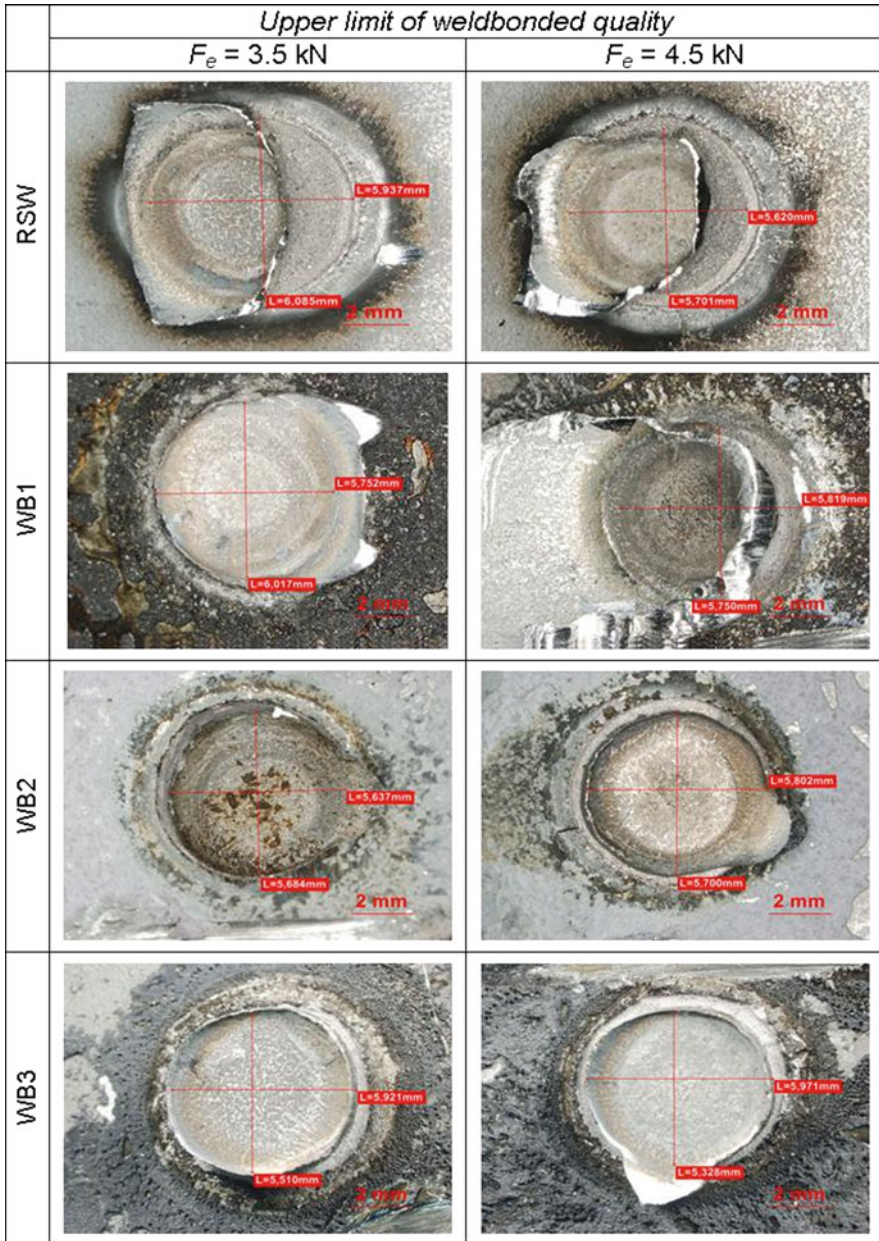 Upper limit of weldbonded quality
Fe = 3.5 kN
Fe = 4.5 kN
RSW
L=5,937mm
L=6,085mm
2 mm
L=5,620mm
L=5,701mm
2 mm
WB1
L=5,752mm
L=6,017mm
2 mm
L=5,819mm
L=5,750mm
2 mm
WB2
L=5,637mm
L=5,684mm
2 mm
L=5,802mm
L=5,700mm
2 mm
WB3
L=5,921mm
L=5,510mm
2 mm
L=5,971mm
L=5,328mm
2 mm